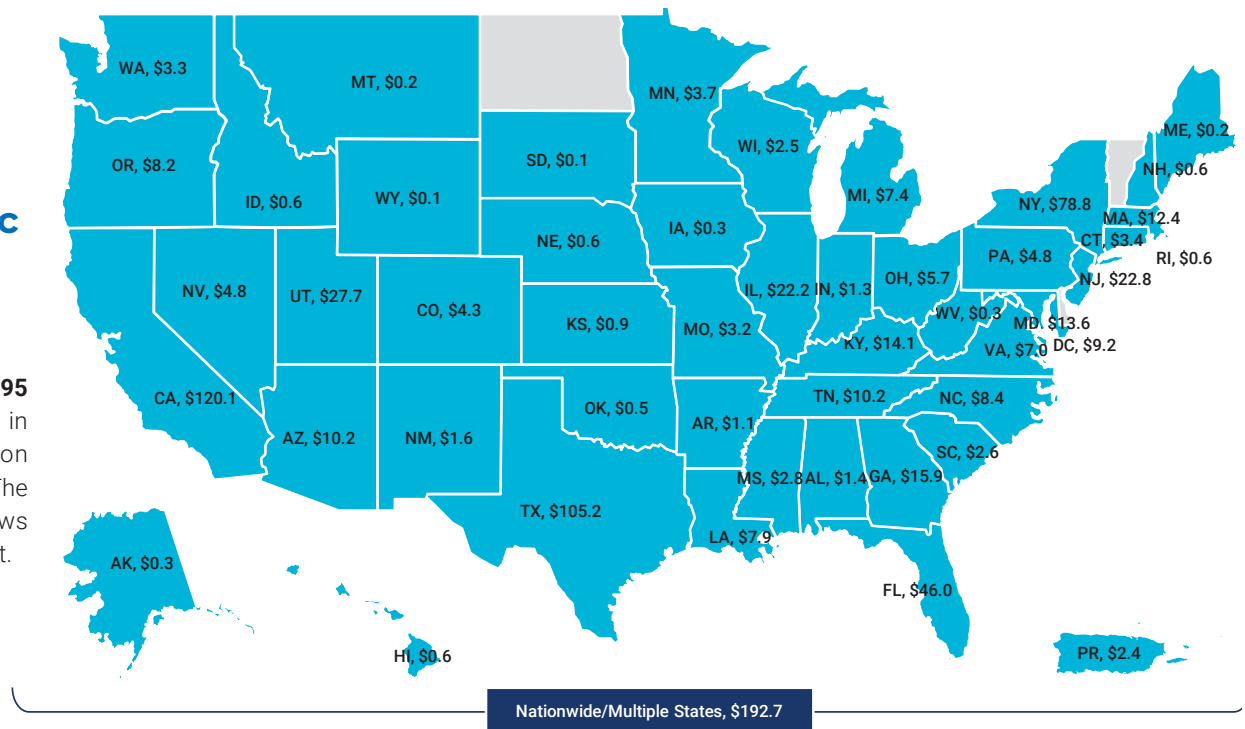 WA, $3.3
MT, $0.2
MN, $3.7
ME, $0.2
OR, $8.2
SD, $0.1
WI, $2.5
NH, $0.6
ID, $0.6
WY, $0.1
MI, $7.4
NY, $78.8
MA, $12.4
c
IA, $0.3
NE, $0.6
CT, $3.4
PA, $4.8
RI, $0.6
NV, $4.8
UT, $27.7
IL, $22.2
IN, $1.3
OH, $5.7
NJ, $22.8
CO, $4.3
KS, $0.9
MO, $3.2
WV, $0.3
MD, $13.6
KY, $14.1
VA, $7.0
DC, $9.2
95
in
on
The
ws
t.
CA, $120.1
TN, $10.2
NC, $8.4
OK, $0.5
AR, $1.1
AZ, $10.2
NM, $1.6
SC, $2.6
MS, $2.8
AL, $1.4
GA, $15.9
TX, $105.2
LA, $7.9
AK, $0.3
FL, $46.0
HI, $0.6
PR, $2.4
Nationwide/Multiple States, $192.7